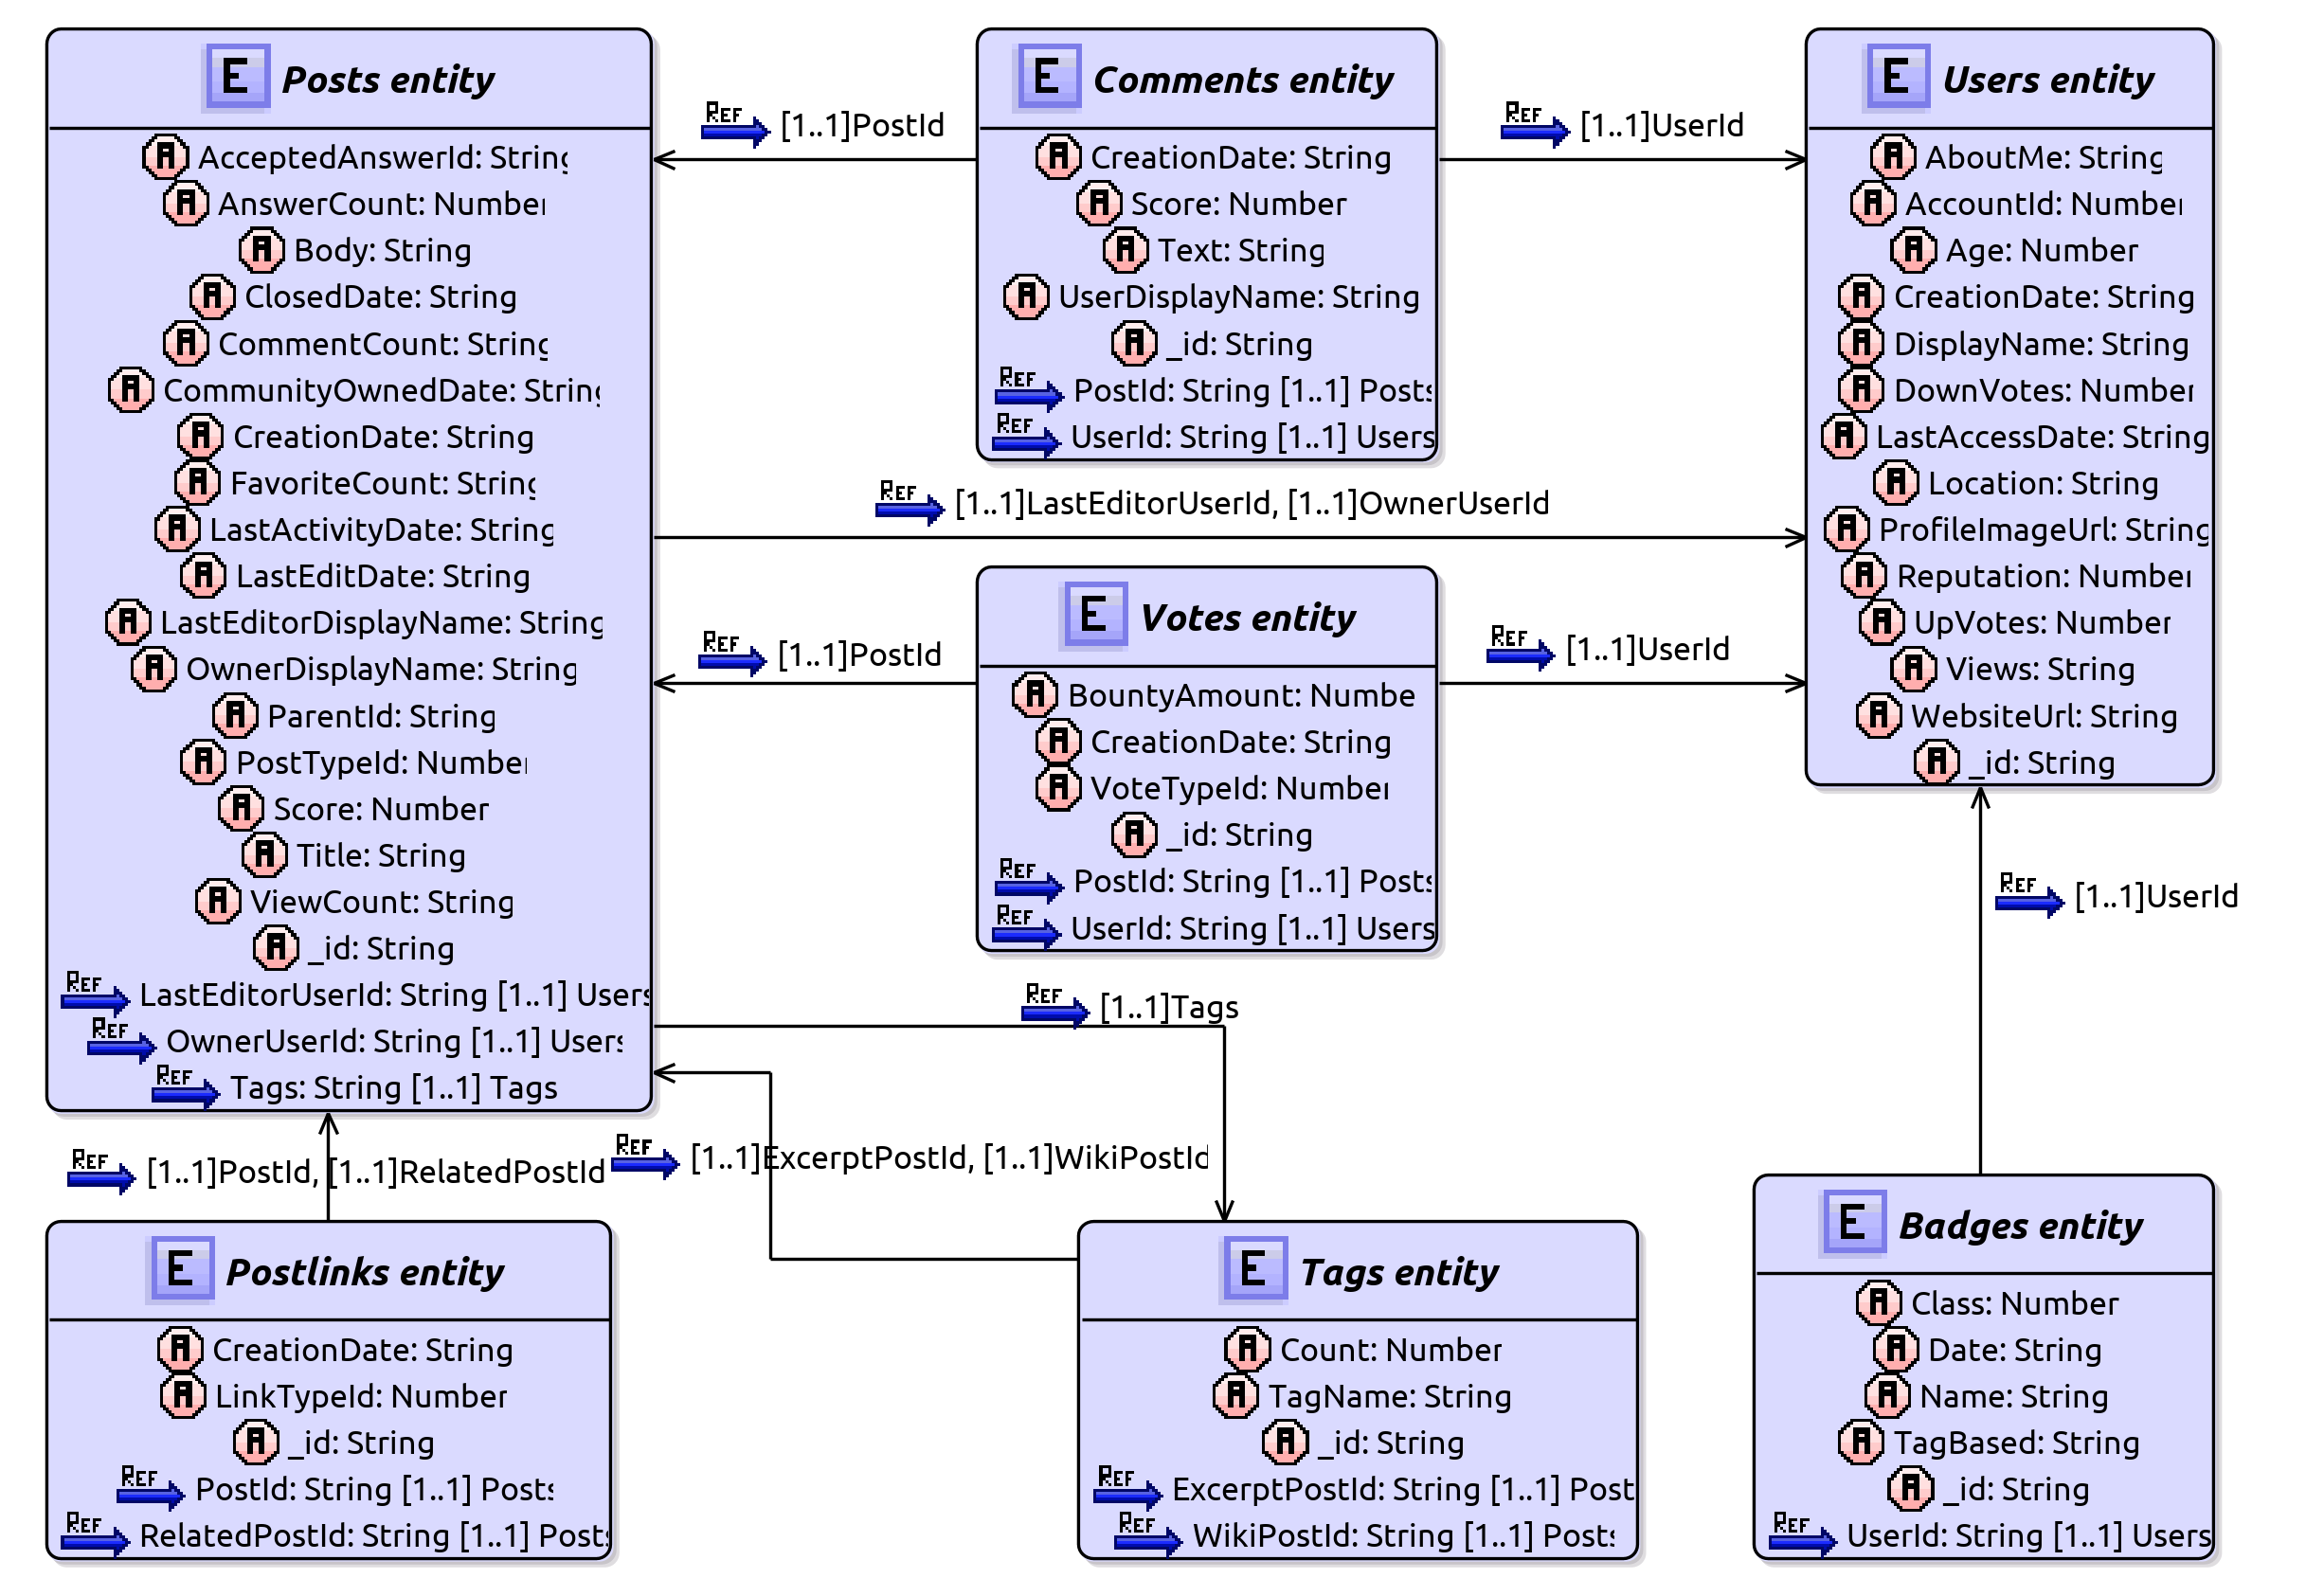 Posts entity
AcceptedAnswerId: String
AnswerCount: Number
Body: String
ClosedDate: String
CommentCount: String
CommunityOwnedDate: String
CreationDate: String
FavoriteCount: String
LastActivityDate: String
LastEditDate: String
LastEditorDisplayName: String
OwnerDisplayName: String
ParentId: String
PostTypeId: Number
Score: Number
Title: String
ViewCount: String
_id: String
REF LastEditorUserId: String [1..1] Users
REF OwnerUserId: String [1..1] Users
REF Tags: String [1..1] Tags
REF [1..1]PostId
Comments entity
CreationDate: String
Score: Number
Text: String
UserDisplayName: String
_id: String
REF PostId: String [1..1] Posts
REF UserId: String [1..1] Users
REF [1..1]UserId
Users entity
AboutMe: String
AccountId: Number
Age: Number
CreationDate: String
DisplayName: String
DownVotes: Number
LastAccessDate: String
Location: String
ProfileImageUrl: String
Reputation: Number
UpVotes: Number
Views: String
WebsiteUrl: String
_id: String
REF [1..1]LastEditorUserId, [1..1]OwnerUserId
REF [1..1]PostId
Votes entity
BountyAmount: Numbe
CreationDate: String
VoteTypeId: Number
_id: String
REF PostId: String [1..1] Posts
REF UserId: String [1..1] Users
REF [1..1]UserId
REF [1..1]UserId
REF [1..1]Tags
REF [1..1]PostId, [1..1]RelatedPostId
REF [1..1]ExcerptPostId, [1..1]WikiPostId
Postlinks entity
CreationDate: String
LinkTypeId: Number
_id: String
REF PostId: String [1..1] Posts
REF RelatedPostId: String [1..1] Posts
Tags entity
Count: Number
TagName: String
_id: String
REF ExcerptPostId: String [1..1] Post
REF WikiPostId: String [1..1] Posts
Badges entity
Class: Number
Date: String
Name: String
TagBased: String
_id: String
REF UserId: String [1..1] Users